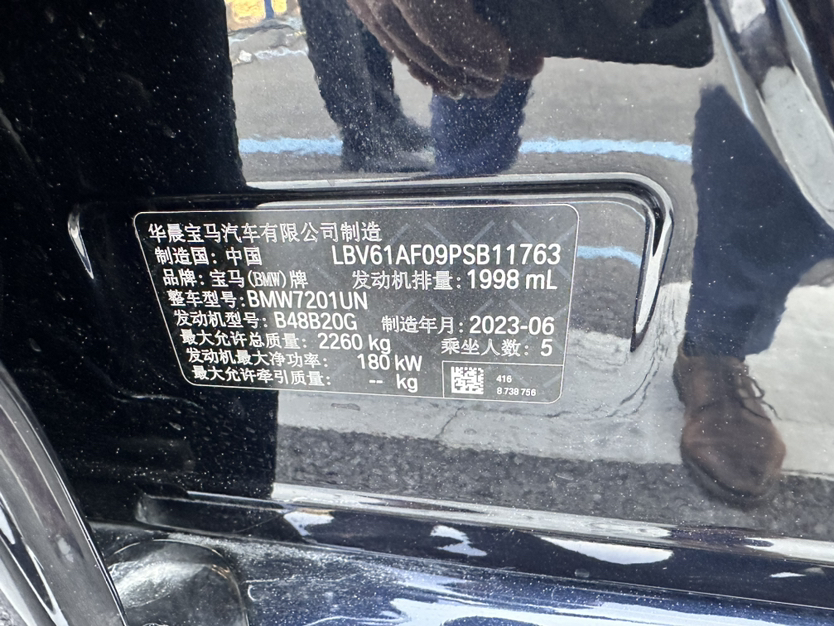 华晨宝马汽车有限公司制造
制造国: 中国 LBV61AF09PSB11763
品牌: 宝马(BMW)牌 发动机排量: 1998 mL
整车型号: BMW7201UN
发动机型号: B48B20G 制造年月: 2023-06
最大允许总质量: 2260 kg 乘坐人数: 5
发动机最大净功率: 180 kW
最大允许牵引质量: -- kg
416
8 738 756